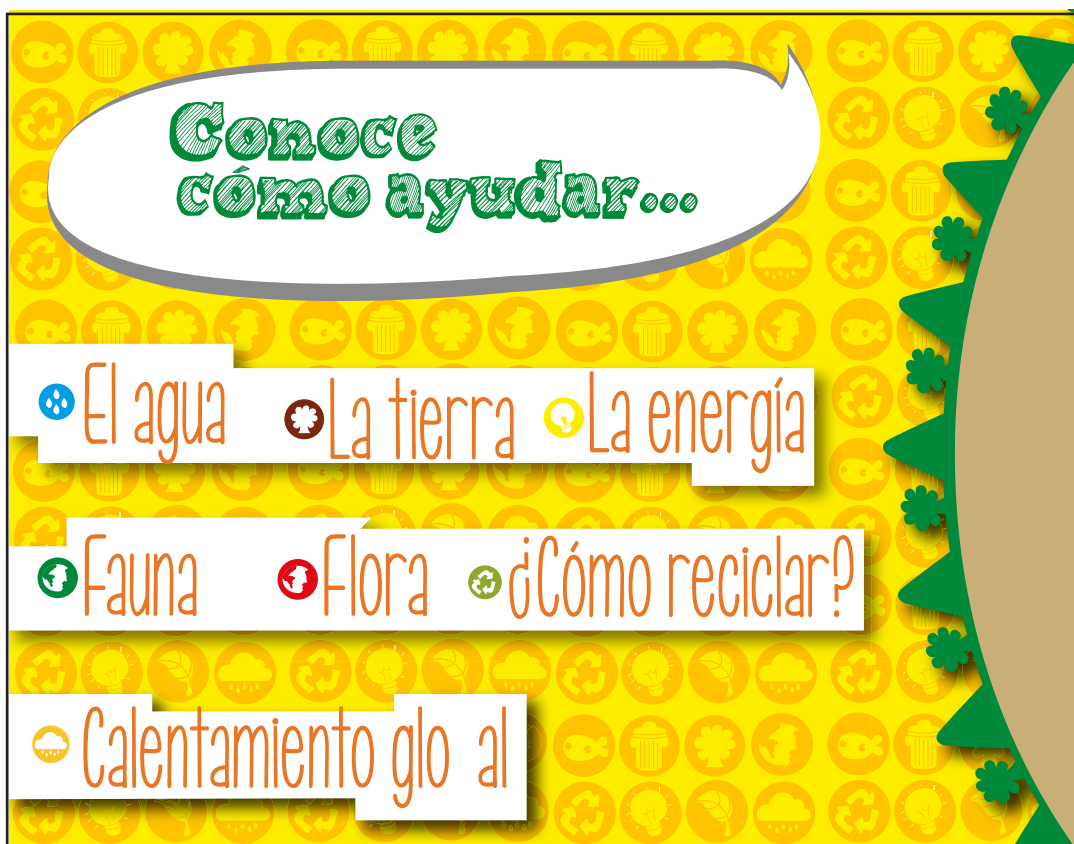 Conoce
cómo ayudar...
El agua La tierra La energía
Fauna Flora ¿Cómo reciclar?
Calentamiento glo al